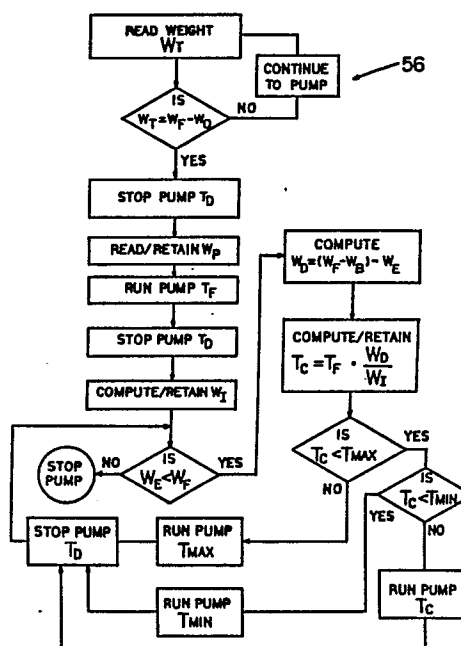 READ WEIGHT
WT
CONTINUE
TO PUMP
56
IS
WT=WF-WO
NO
YES
STOP PUMP TD
READ/RETAIN WP
RUN PUMP TF
STOP PUMP TD
COMPUTE/RETAIN WI
IS
WE<WF
NO
YES
STOP
PUMP
COMPUTE
WD=(WF-WB)-WE
COMPUTE/RETAIN
TC=TF · WD/WI
IS
TC<TMAX
YES
NO
IS
TC<TMIN
YES
NO
STOP PUMP
TD
RUN PUMP
TMAX
RUN PUMP
TMIN
RUN PUMP
TC